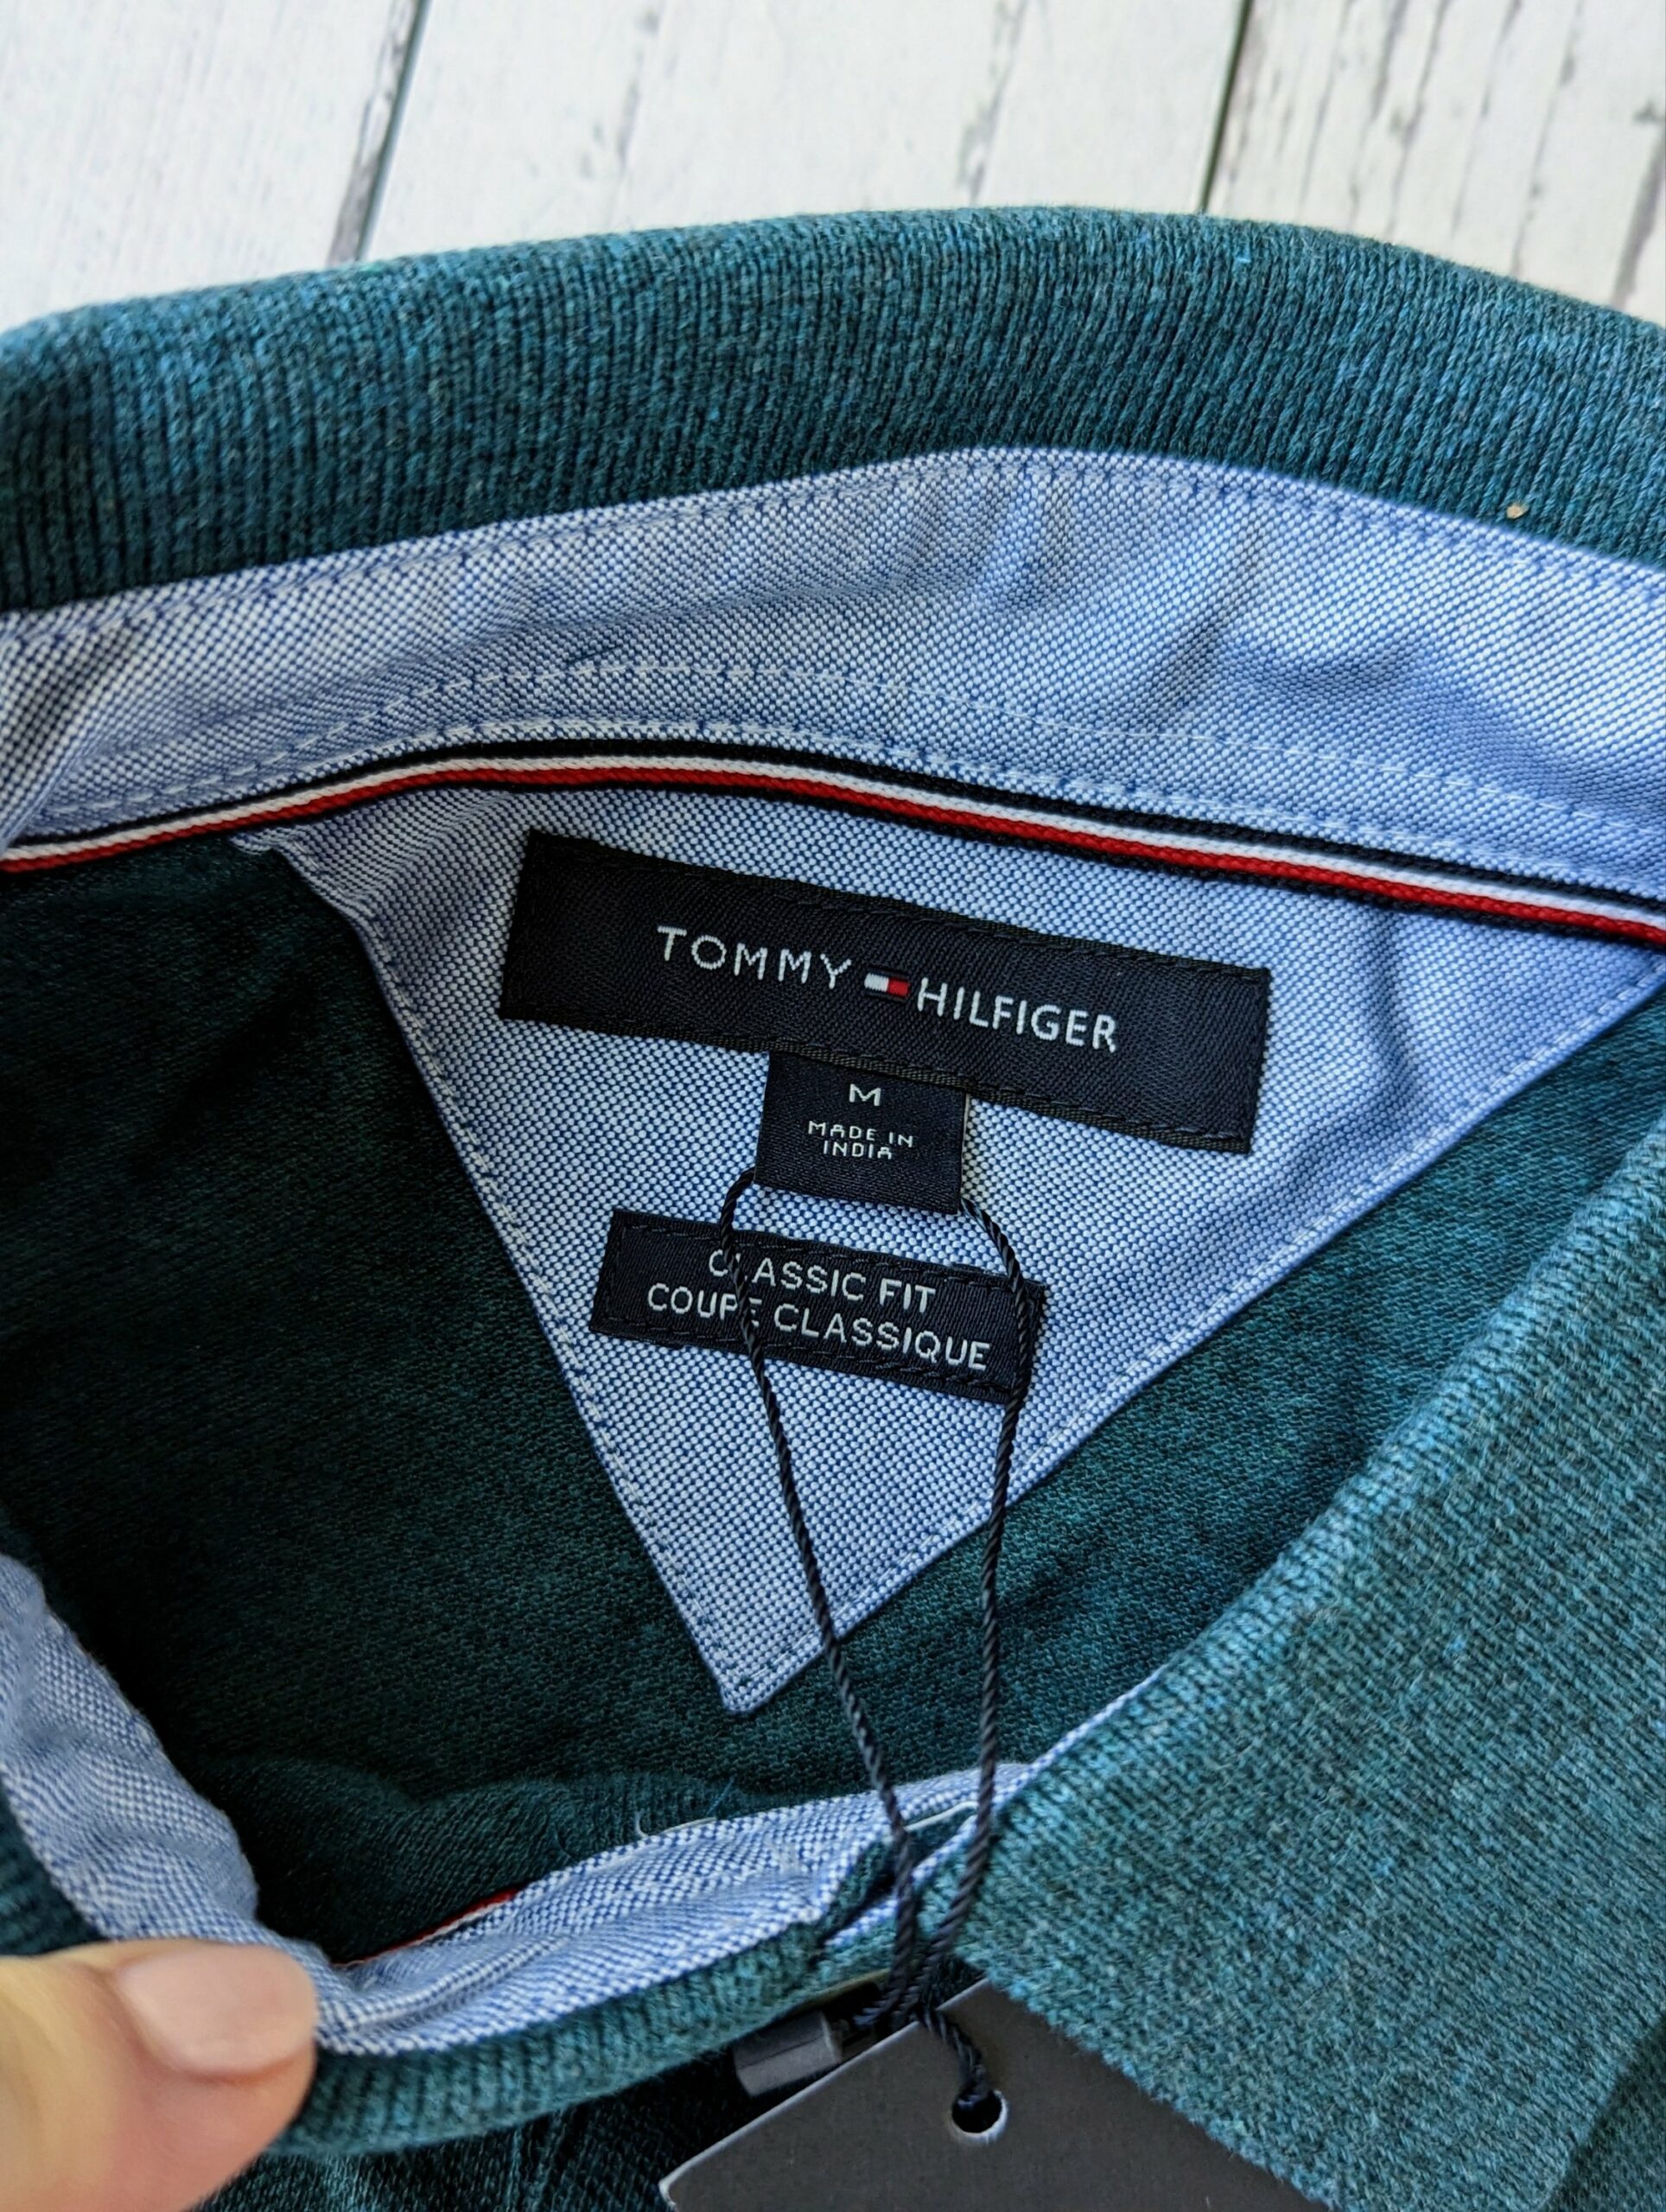 TOMMY HILFIGER
M
MADE IN
INDIA
CLASSIC FIT
COUPE CLASSIQUE